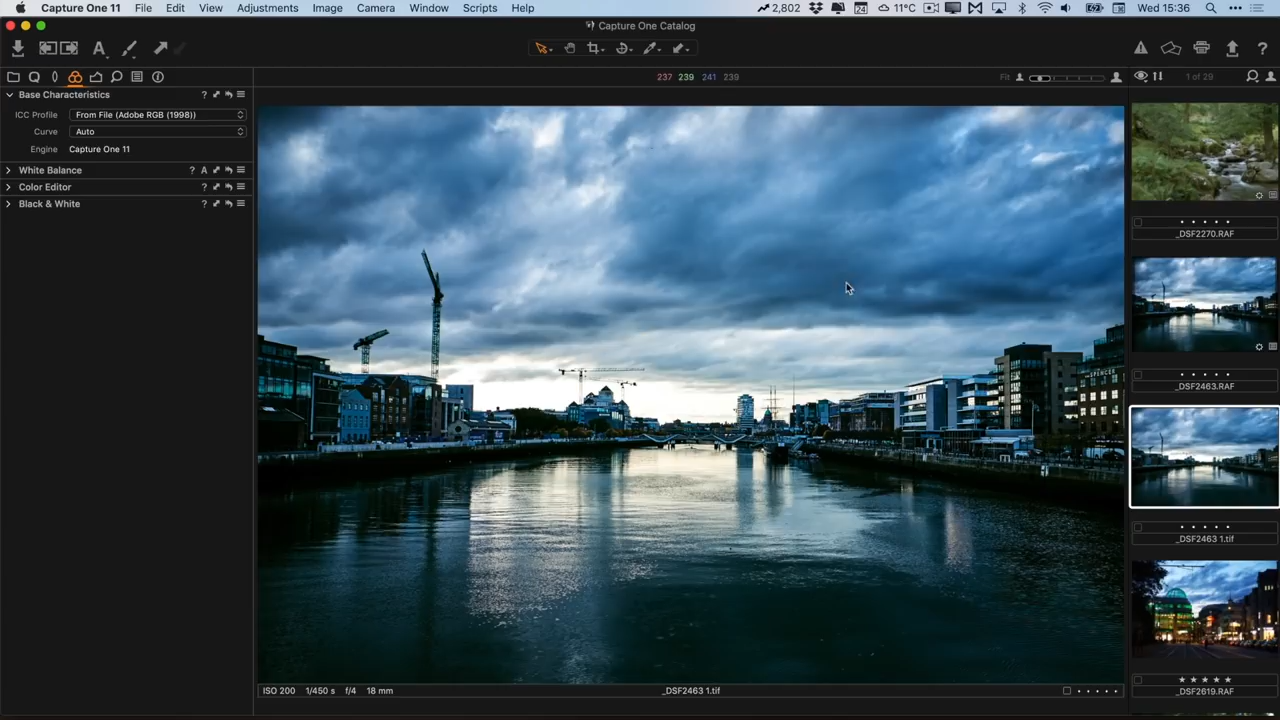 Capture One 11 File Edit View Adjustments Image Camera Window Scripts Help 2,802 24 11°C Wed 15:36
Capture One Catalog
A
?
237 239 241 239
Fit
1 of 29
Base Characteristics ?
ICC Profile From File (Adobe RGB (1998))
Curve Auto
Engine Capture One 11
White Balance ? A
Color Editor ?
Black & White ?
_DSF2270.RAF
_DSF2463.RAF
_DSF2463 1.tif
_DSF2619.RAF
ISO 200 1/450 s f/4 18 mm
_DSF2463 1.tif